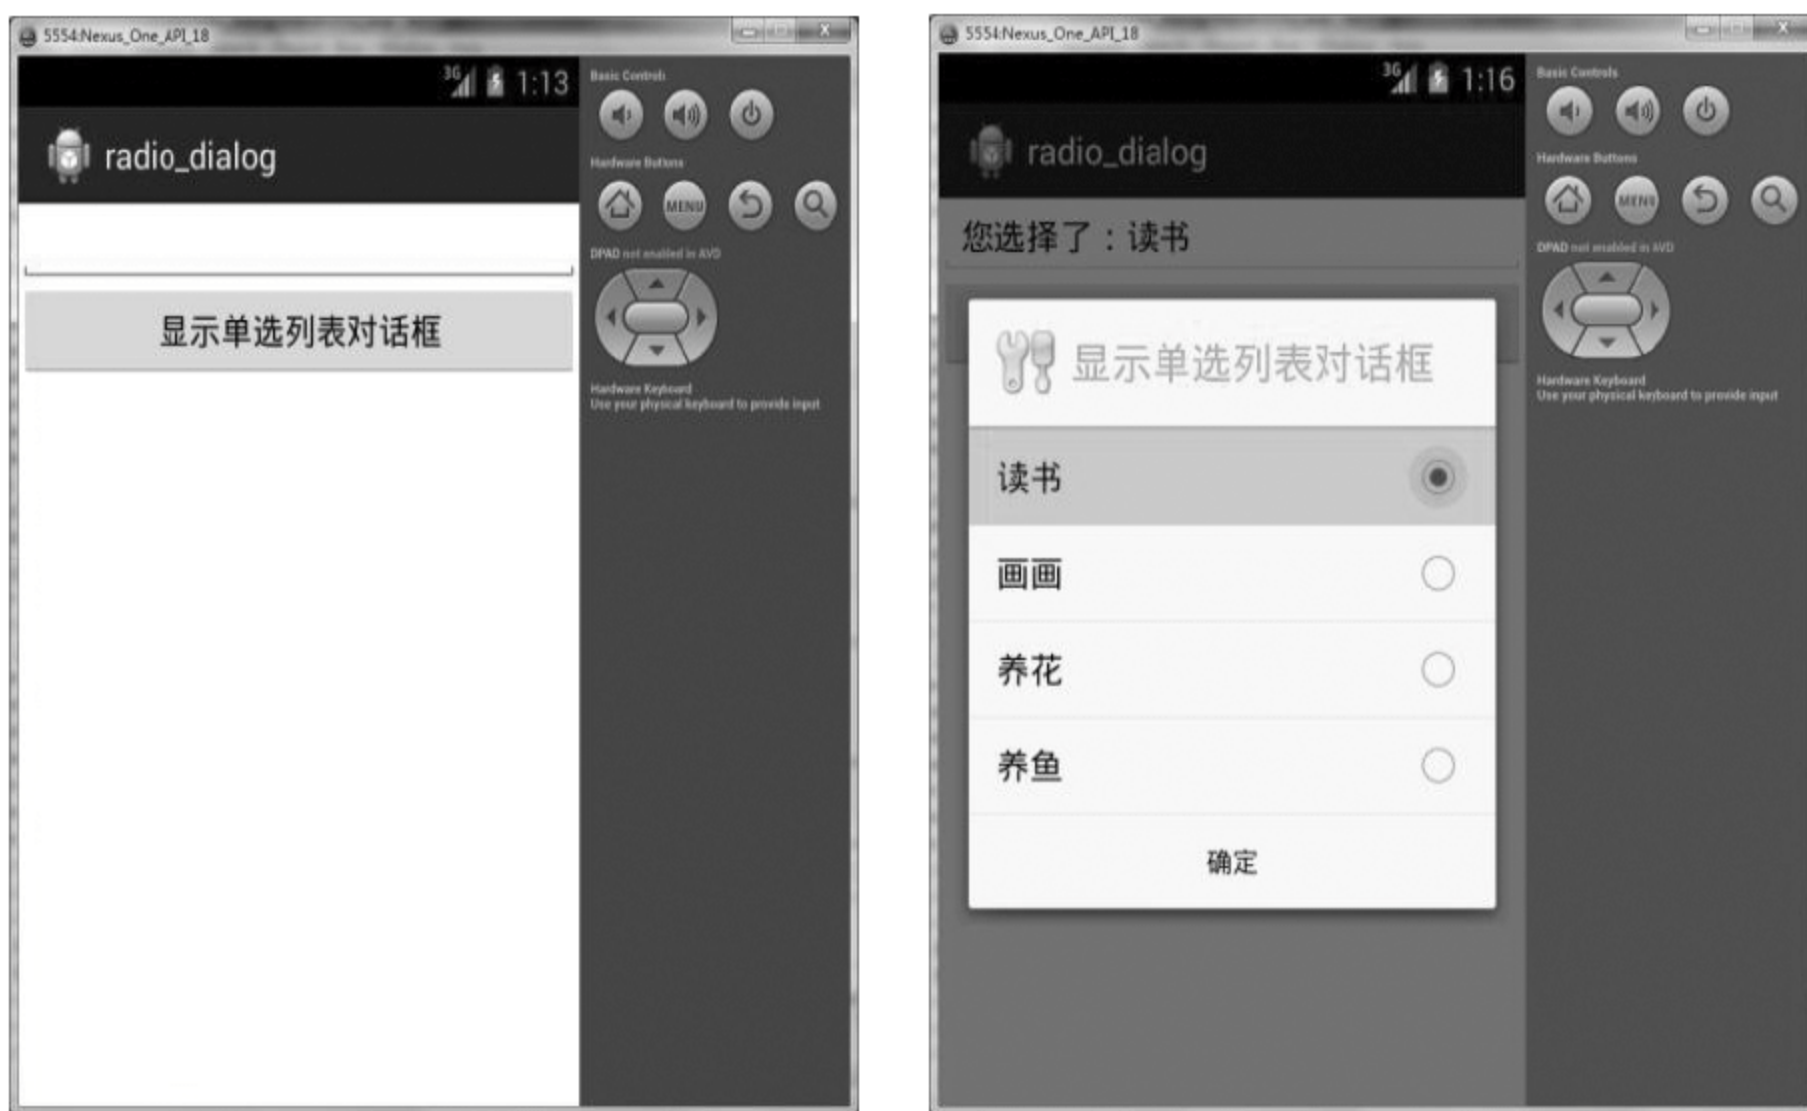 5554:Nexus_One_API_18
3G 1:13
radio_dialog
显示单选列表对话框
Basic Controls
Hardware Buttons
MENU
DPAD not enabled in AVD
Hardware Keyboard
Use your physical keyboard to provide input
5554:Nexus_One_API_18
3G 1:16
radio_dialog
您选择了：读书
显示单选列表对话框
读书
画画
养花
养鱼
确定
Basic Controls
Hardware Buttons
MENU
DPAD not enabled in AVD
Hardware Keyboard
Use your physical keyboard to provide input